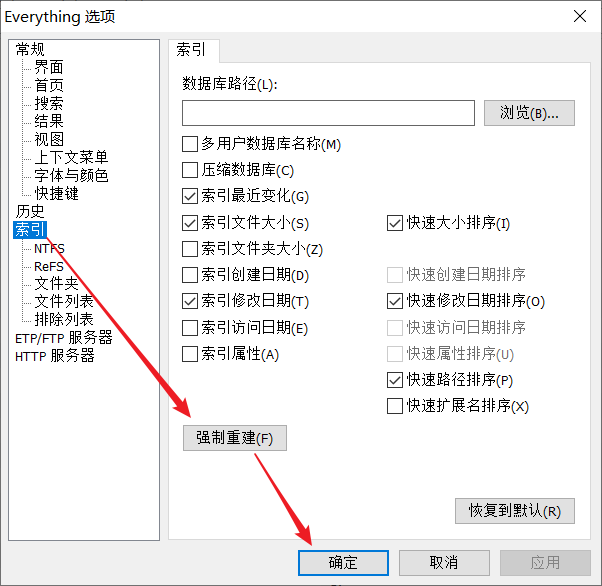 Everything 选项
常规
界面
首页
搜索
结果
视图
上下文菜单
字体与颜色
快捷键
历史
索引
NTFS
ReFS
文件夹
文件列表
排除列表
ETP/FTP 服务器
HTTP 服务器
索引
数据库路径(L):
浏览(B)...
多用户数据库名称(M)
压缩数据库(C)
索引最近变化(G)
索引文件大小(S) 快速大小排序(I)
索引文件夹大小(Z)
索引创建日期(D) 快速创建日期排序
索引修改日期(T) 快速修改日期排序(O)
索引访问日期(E) 快速访问日期排序
索引属性(A) 快速属性排序(U)
快速路径排序(P)
快速扩展名排序(X)
强制重建(F)
恢复到默认(R)
确定 取消 应用